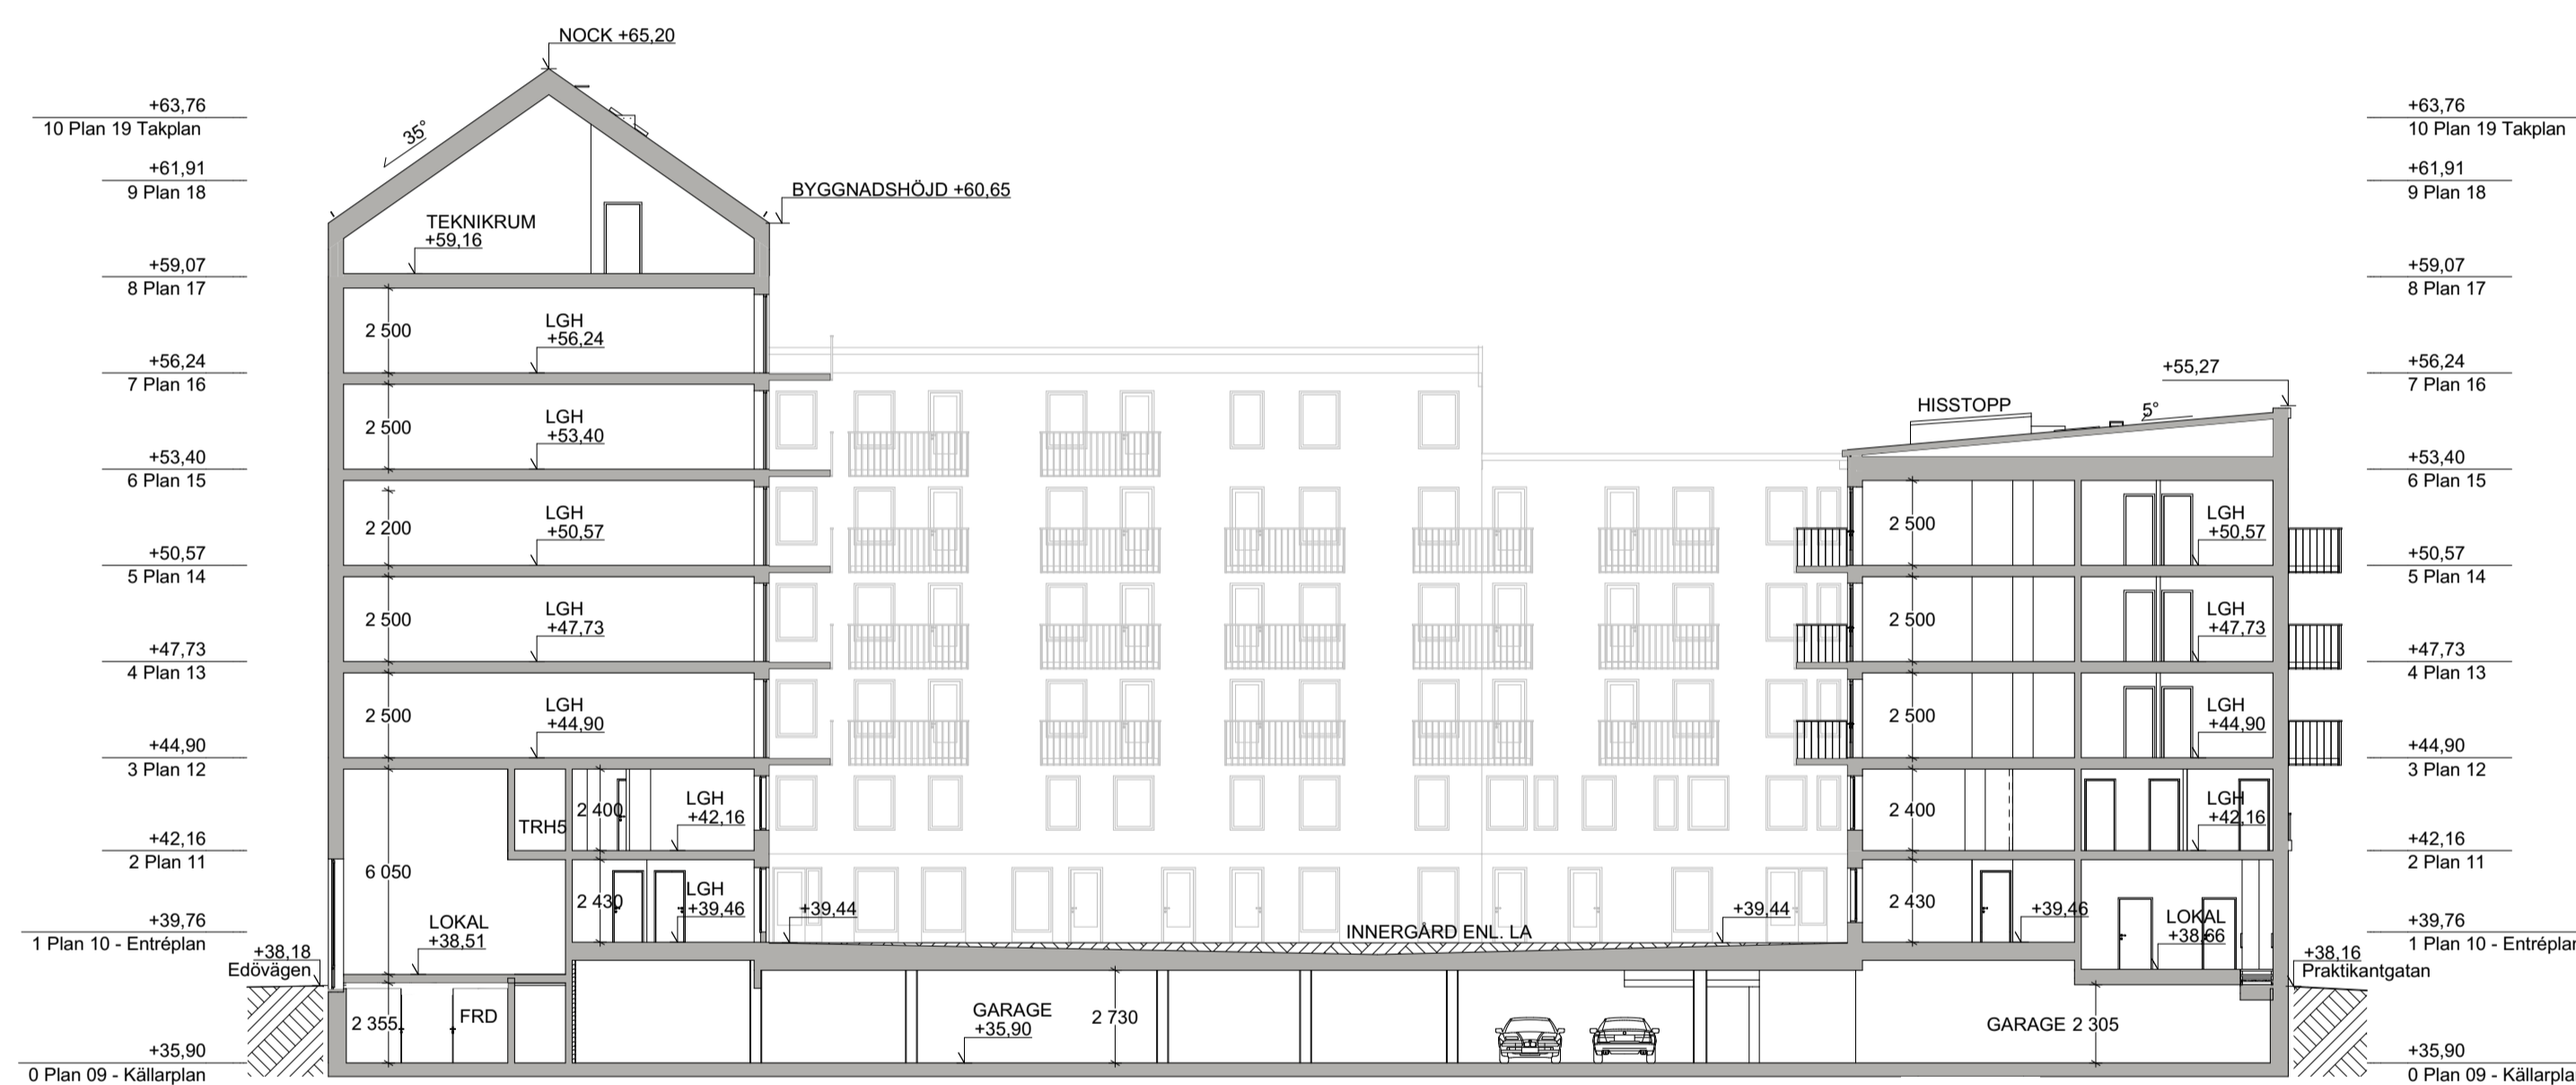 NOCK +65,20
+63,76
10 Plan 19 Takplan
35°
+63,76
10 Plan 19 Takplan
+61,91
9 Plan 18
BYGGNADSHÖJD +60,65
+61,91
9 Plan 18
TEKNIKRUM
+59,16
+59,07
8 Plan 17
+59,07
8 Plan 17
2 500
LGH
+56,24
+56,24
7 Plan 16
+55,27
+56,24
7 Plan 16
HISSTOPP
5°
2 500
LGH
+53,40
+53,40
6 Plan 15
+53,40
6 Plan 15
2 200
LGH
+50,57
2 500
LGH
+50,57
+50,57
5 Plan 14
+50,57
5 Plan 14
2 500
LGH
+47,73
2 500
LGH
+47,73
+47,73
4 Plan 13
+47,73
4 Plan 13
2 500
LGH
+44,90
2 500
LGH
+44,90
+44,90
3 Plan 12
+44,90
3 Plan 12
TRH5
2 400
LGH
+42,16
2 400
LGH
+42,16
+42,16
2 Plan 11
+42,16
2 Plan 11
6 050
2 430
LGH
+39,46
+39,44
+39,44
2 430
+39,46
LOKAL
+38,66
+39,76
1 Plan 10 - Entréplan
LOKAL
+38,51
INNERGÅRD ENL. LA
+39,76
1 Plan 10 - Entréplan
+38,18
Edövägen
+38,16
Praktikantgatan
2 355
FRD
GARAGE
+35,90
2 730
GARAGE 2 305
+35,90
0 Plan 09 - Källarplan
+35,90
0 Plan 09 - Källarpla